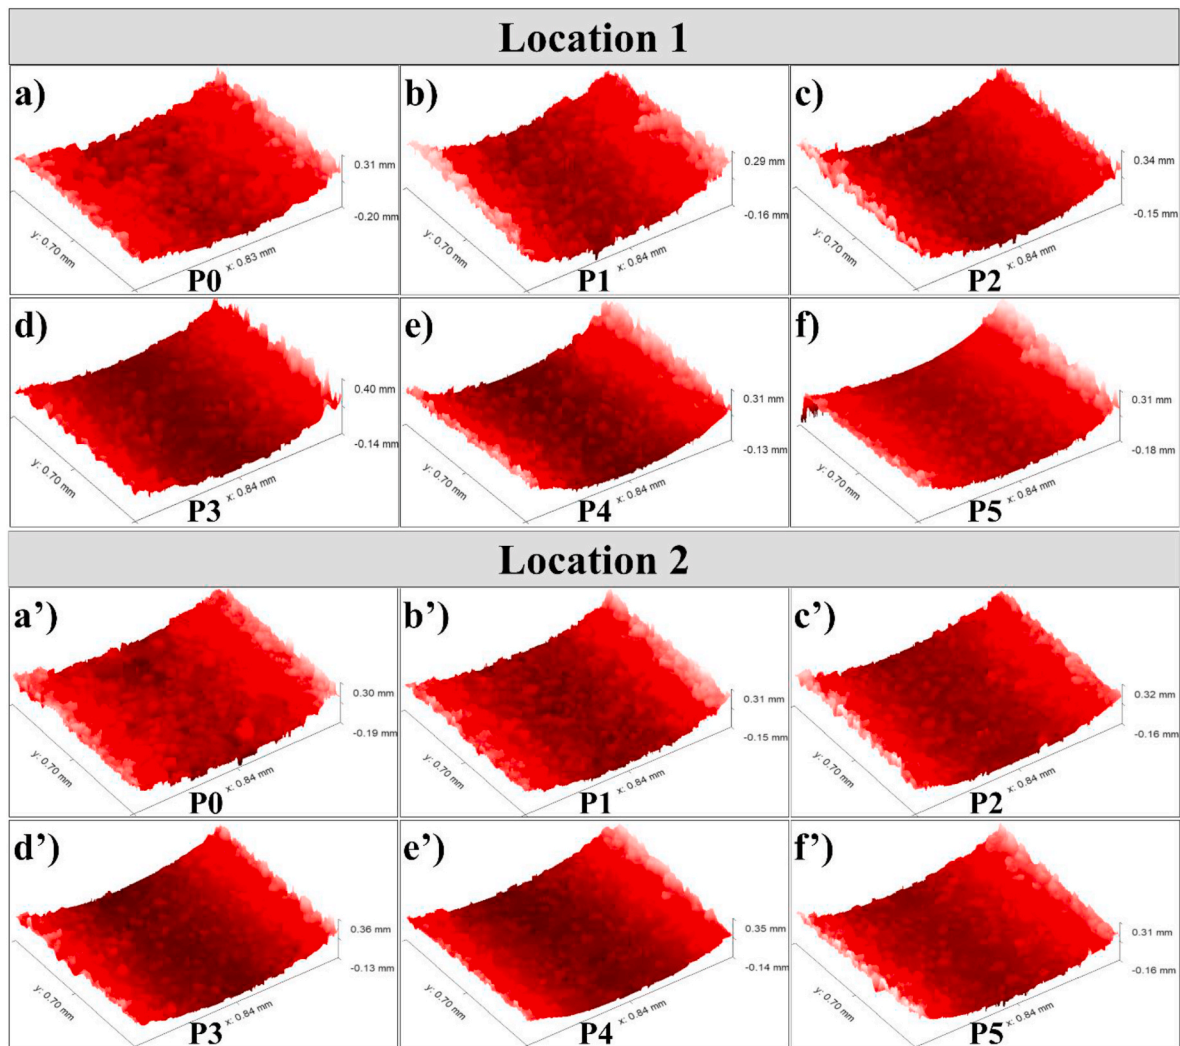 Location 1
a)
0.31 mm
-0.20 mm
y: 0.70 mm
x: 0.83 mm
P0
b)
0.29 mm
-0.16 mm
y: 0.70 mm
x: 0.84 mm
P1
c)
0.34 mm
-0.15 mm
y: 0.70 mm
x: 0.84 mm
P2
d)
0.40 mm
-0.14 mm
y: 0.70 mm
x: 0.84 mm
P3
e)
0.31 mm
-0.13 mm
y: 0.70 mm
x: 0.84 mm
P4
f)
0.31 mm
-0.18 mm
y: 0.70 mm
x: 0.84 mm
P5
Location 2
a’)
0.30 mm
-0.19 mm
y: 0.70 mm
x: 0.84 mm
P0
b’)
0.31 mm
-0.15 mm
y: 0.70 mm
x: 0.84 mm
P1
c’)
0.32 mm
-0.16 mm
y: 0.70 mm
x: 0.84 mm
P2
d’)
0.36 mm
-0.13 mm
y: 0.70 mm
x: 0.84 mm
P3
e’)
0.35 mm
-0.14 mm
y: 0.70 mm
x: 0.84 mm
P4
f’)
0.31 mm
-0.16 mm
y: 0.70 mm
x: 0.84 mm
P5